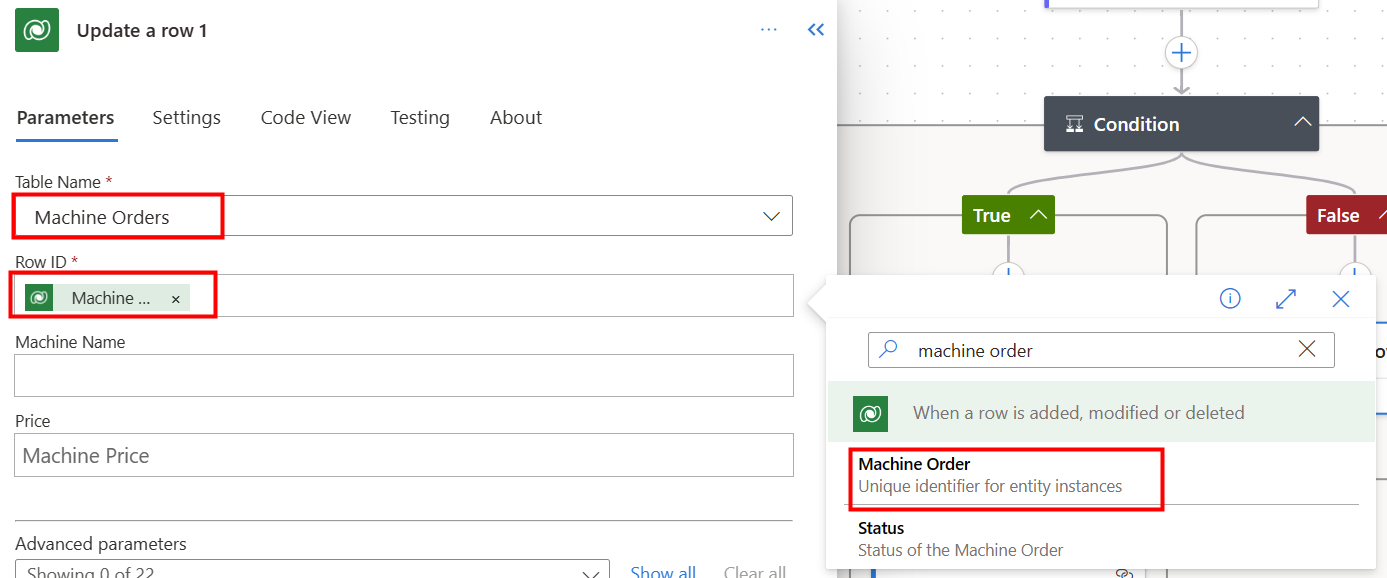 Update a row 1
Parameters Settings Code View Testing About
Table Name *
Machine Orders
Row ID *
Machine ... ×
Machine Name
Price
Machine Price
Advanced parameters
Showing 0 of 22
Show all Clear all
Condition
True
False
machine order
When a row is added, modified or deleted
Machine Order
Unique identifier for entity instances
Status
Status of the Machine Order